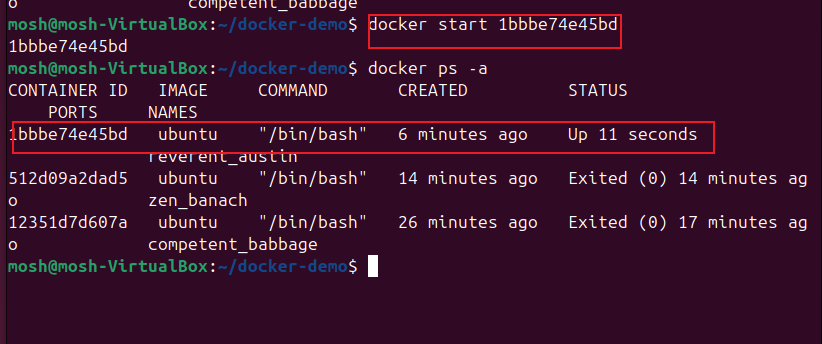 o                    competent_babbage
mosh@mosh-VirtualBox:~/docker-demo$ docker start 1bbbe74e45bd
1bbbe74e45bd
mosh@mosh-VirtualBox:~/docker-demo$ docker ps -a
CONTAINER ID   IMAGE     COMMAND       CREATED          STATUS
    PORTS     NAMES
1bbbe74e45bd   ubuntu    "/bin/bash"   6 minutes ago    Up 11 seconds
              reverent_austin
512d09a2dad5   ubuntu    "/bin/bash"   14 minutes ago   Exited (0) 14 minutes ag
o             zen_banach
12351d7d607a   ubuntu    "/bin/bash"   26 minutes ago   Exited (0) 17 minutes ag
o             competent_babbage
mosh@mosh-VirtualBox:~/docker-demo$